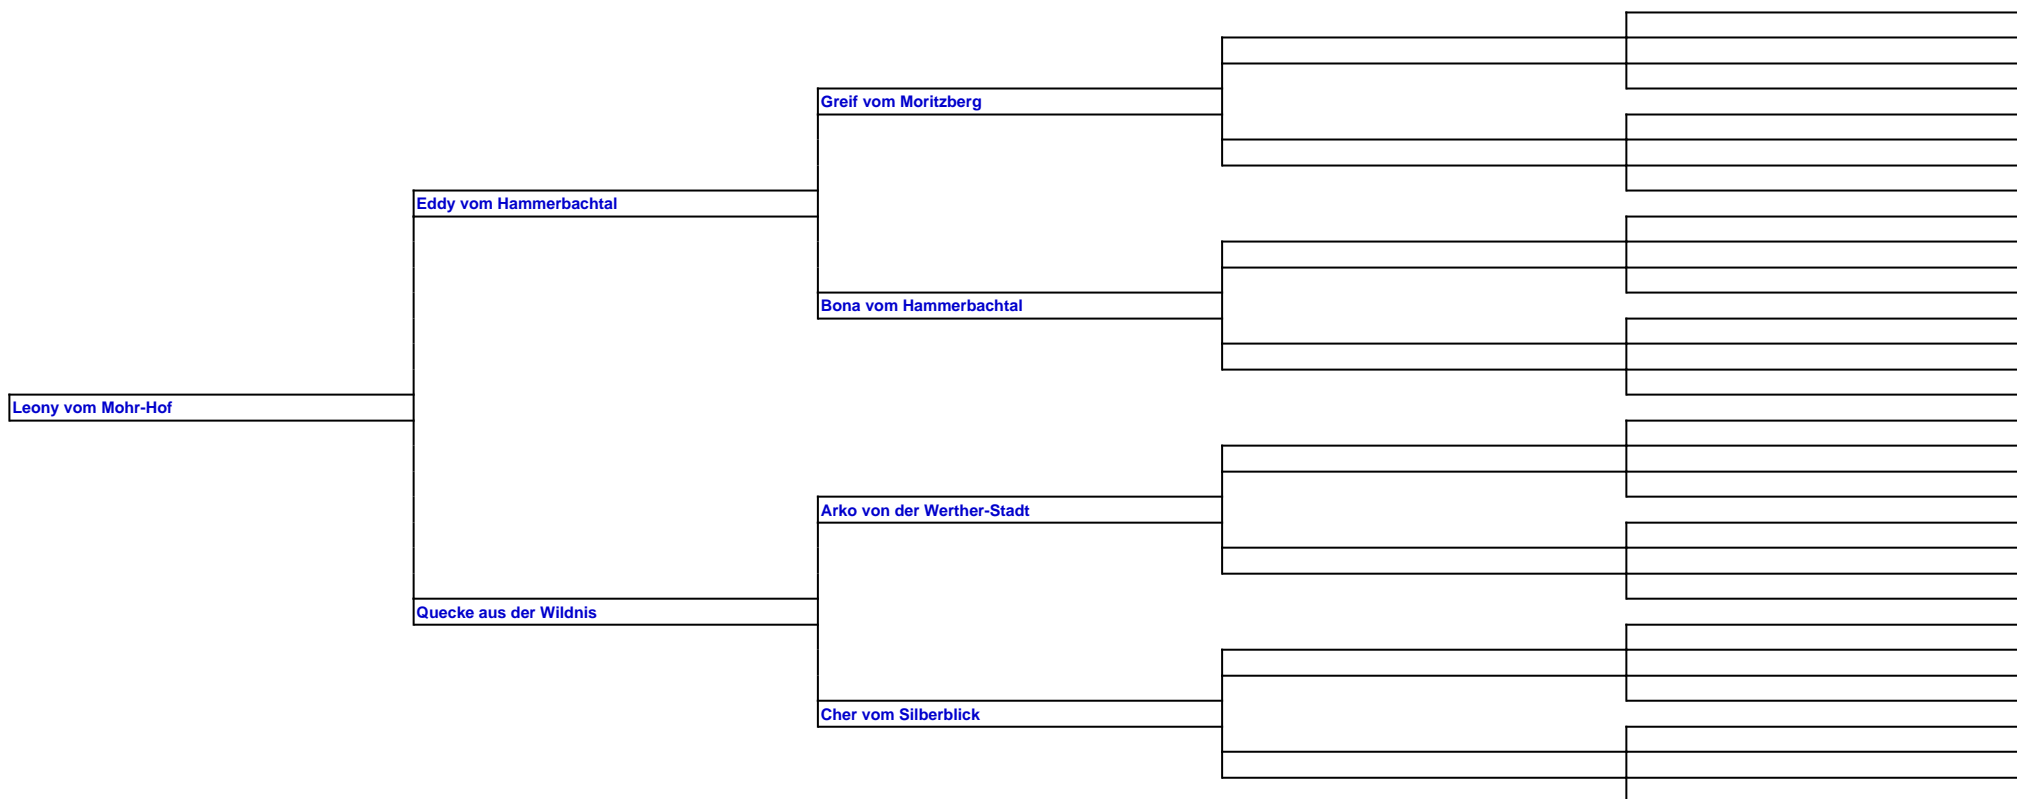 Greif vom Moritzberg
Eddy vom Hammerbachtal
Bona vom Hammerbachtal
Leony vom Mohr-Hof
Arko von der Werther-Stadt
Quecke aus der Wildnis
Cher vom Silberblick